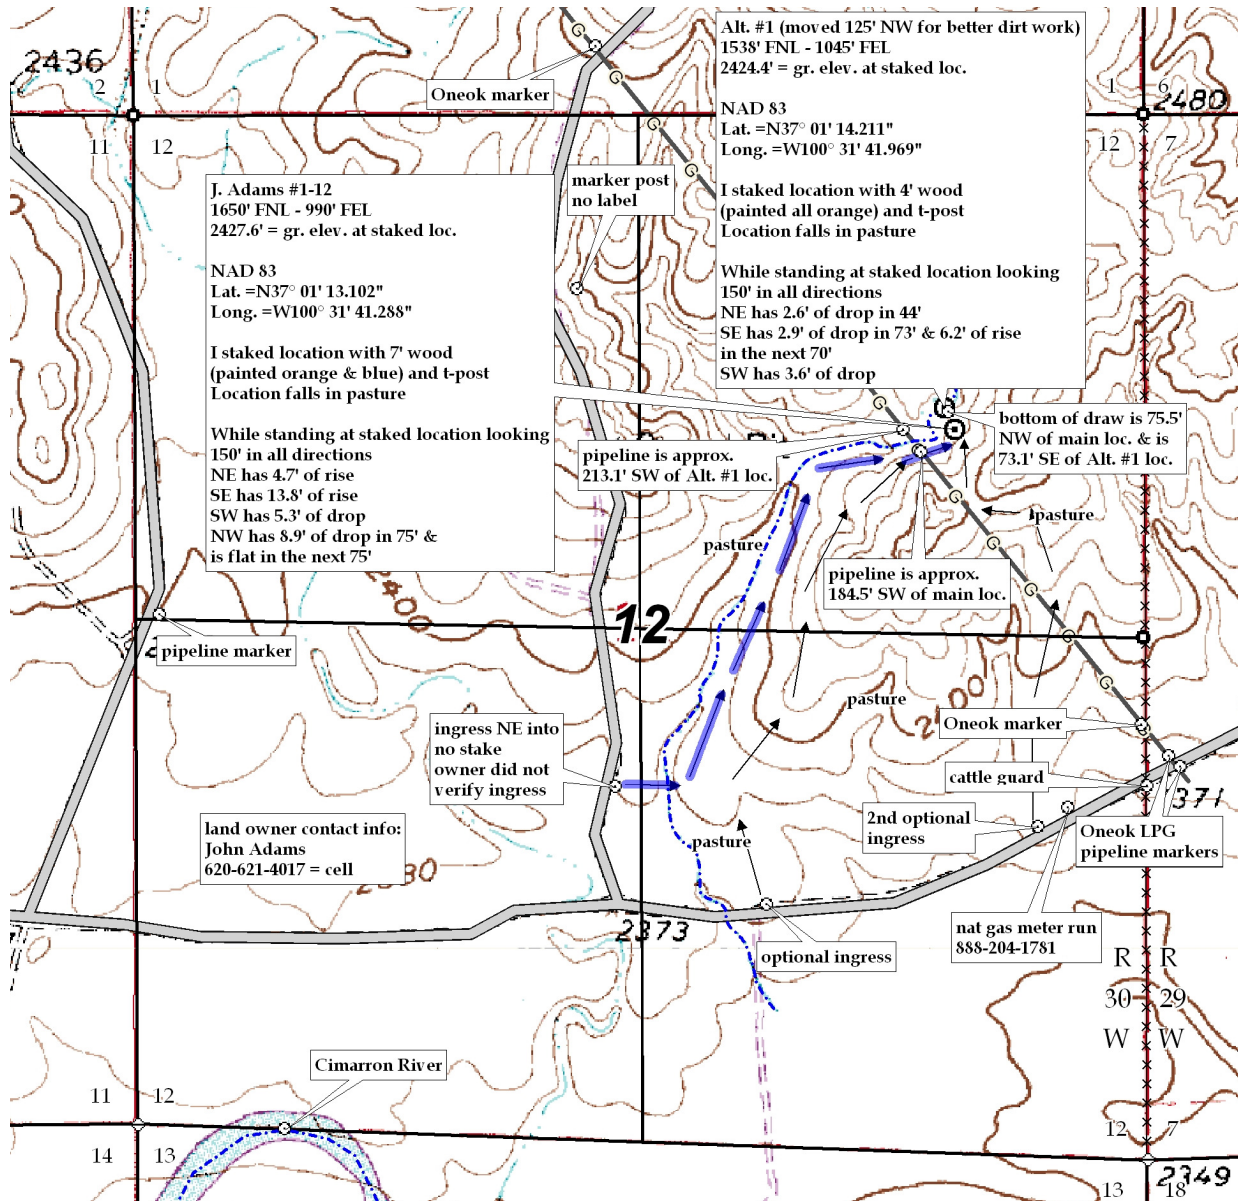 2436
2
1
1
6
2480
11
12
12
7
Oneok marker
Alt. #1 (moved 125' NW for better dirt work)
1538' FNL - 1045' FEL
2424.4' = gr. elev. at staked loc.
NAD 83
Lat. =N37° 01' 14.211"
Long. =W100° 31' 41.969"
I staked location with 4' wood
(painted all orange) and t-post
Location falls in pasture
While standing at staked location looking
150' in all directions
NE has 2.6' of drop in 44'
SE has 2.9' of drop in 73' & 6.2' of rise
in the next 70'
SW has 3.6' of drop
marker post
no label
J. Adams #1-12
1650' FNL - 990' FEL
2427.6' = gr. elev. at staked loc.
NAD 83
Lat. =N37° 01' 13.102"
Long. =W100° 31' 41.288"
I staked location with 7' wood
(painted orange & blue) and t-post
Location falls in pasture
While standing at staked location looking
150' in all directions
NE has 4.7' of rise
SE has 13.8' of rise
SW has 5.3' of drop
NW has 8.9' of drop in 75' &
is flat in the next 75'
G
G
G
G
G
G
G
G
G
G
G
bottom of draw is 75.5'
NW of main loc. & is
73.1' SE of Alt. #1 loc.
pipeline is approx.
213.1' SW of Alt. #1 loc.
pasture
pasture
pipeline is approx.
184.5' SW of main loc.
2400
12
pipeline marker
pasture
2400
Oneok marker
ingress NE into
no stake
owner did not
verify ingress
cattle guard
371
2nd optional
ingress
Oneok LPG
pipeline markers
land owner contact info:
John Adams
620-621-4017 = cell
pasture
2373
optional ingress
nat gas meter run
888-204-1781
R
R
30
29
W
W
Cimarron River
11
12
12
7
14
13
13
18
2349